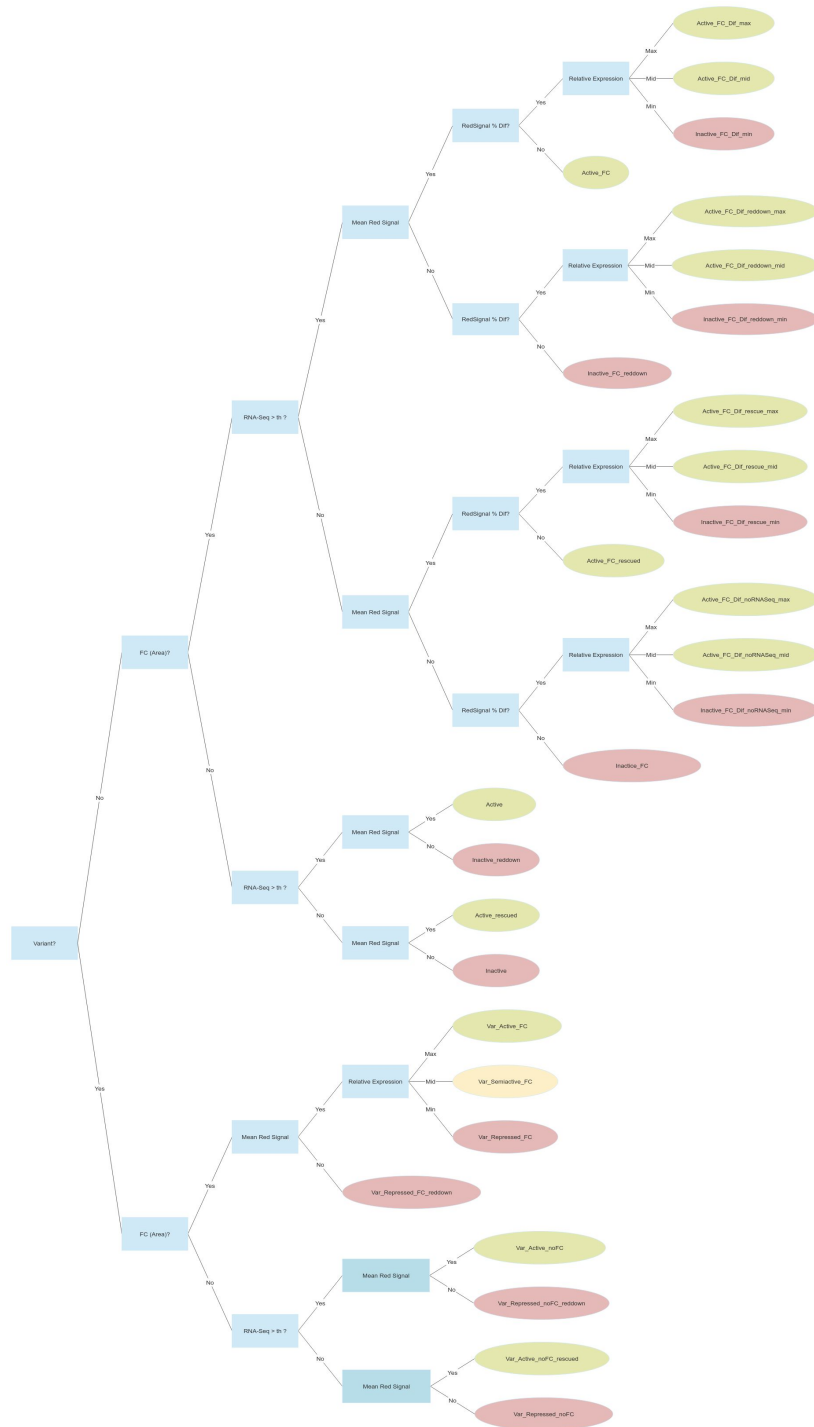 Active_FC_Dif_max
Max
Relative Expression
Mid
Active_FC_Dif_mid
Yes
Min
RedSignal % Dif?
Inactive_FC_Dif_min
No
Yes
Active_FC
Mean Red Signal
Active_FC_Dif_reddown_max
Max
No
Relative Expression
Mid
Active_FC_Dif_reddown_mid
Yes
Min
Yes
RedSignal % Dif?
Inactive_FC_Dif_reddown_min
No
Inactive_FC_reddown
RNA-Seq > th ?
Active_FC_Dif_rescue_max
Max
Relative Expression
Mid
Active_FC_Dif_rescue_mid
Yes
Min
No
RedSignal % Dif?
Inactive_FC_Dif_rescue_min
Yes
No
Yes
Active_FC_rescued
Mean Red Signal
Active_FC_Dif_noRNASeq_max
Max
FC (Area)?
No
Relative Expression
Mid
Active_FC_Dif_noRNASeq_mid
Yes
Min
RedSignal % Dif?
Inactive_FC_Dif_noRNASeq_min
No
Inactica_FC
No
No
Active
Yes
Mean Red Signal
No
Yes
Inactive_reddown
RNA-Seq > th ?
No
Active_rescued
Yes
Variant?
Mean Red Signal
No
Inactive
Var_Active_FC
Max
Relative Expression
Mid
Var_Semiactive_FC
Yes
Yes
Min
Mean Red Signal
Var_Repressed_FC
No
Yes
Var_Repressed_FC_reddown
FC (Area)?
Var_Active_noFC
Yes
Mean Red Signal
No
No
Yes
Var_Repressed_noFC_reddown
RNA-Seq > th ?
No
Var_Active_noFC_rescued
Yes
Mean Red Signal
No
Var_Repressed_noFC